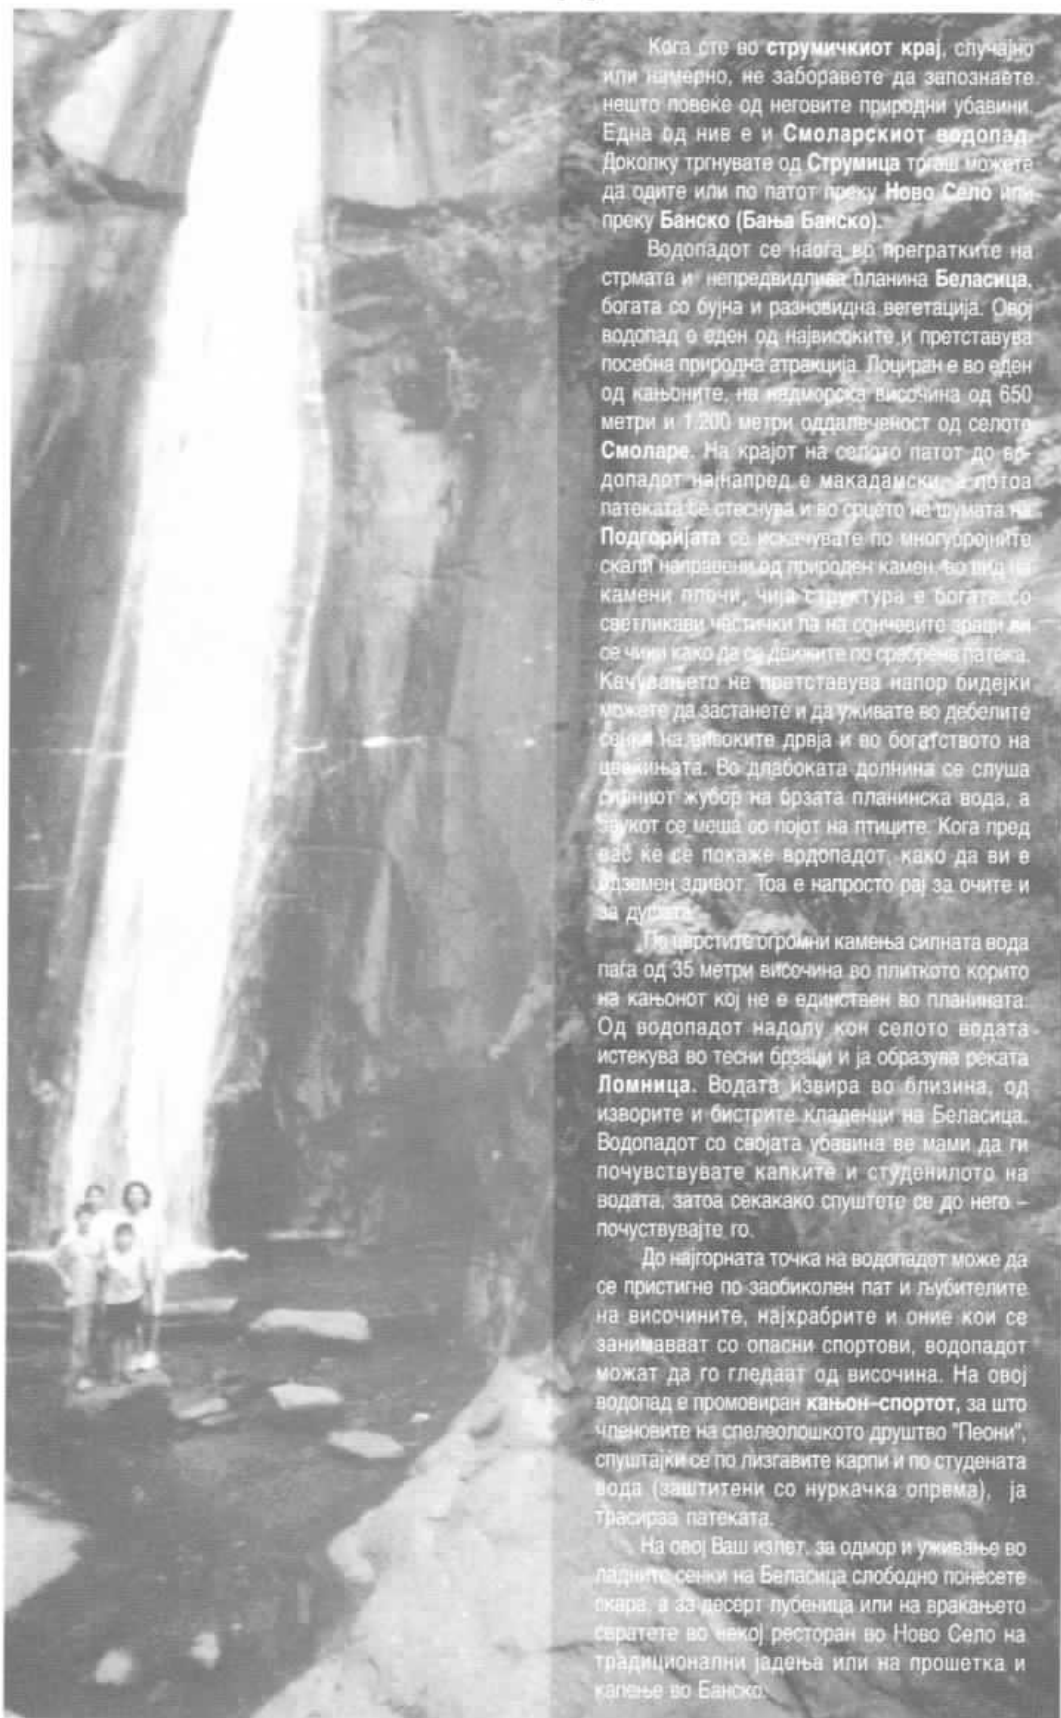 Кога сте во струмичкиот крај, случајно
или намерно, не заборавете да запознаете
нешто повеќе од неговите природни убавини.
Една од нив е и Смоларскиот водопад.
Доколку тргнувате од Струмица тогаш можете
да одите или по патот преку Ново Село или
преку Банско (Бања Банско).
Водопадот се наоѓа во прегратките на
стрмата и непредвидлива планина Беласица,
богата со бујна и разновидна вегетација. Овој
водопад е еден од највисоките и претставува
посебна природна атракција. Лоциран е во еден
од кањоните, на надморска височина од 650
метри и 1.200 метри оддалеченост од селото
Смоларе. На крајот на селото патот до во-
допадот најнапред е макадамски, а потоа
патеката се стеснува и во срцето на шумата на
Подгоријата се искачувате по многубројните
скали направени од природен камен, во вид на
камени плочи, чија структура е богата со
светликави честички па на сончевите зраци ви
се чини како да се движите по сребрена патека.
Качувањето не претставува напор бидејки
можете да застанете и да уживате во дебелите
сенки на високите дрвја и во богатството на
цвеќињата. Во длабоката долнина се слуша
силниот жубор на брзата планинска вода, а
звукот се меша со појот на птиците. Кога пред
вас ќе се покаже врдопадот, како да ви е
одземен здивот. Тоа е напросто рај за очите и
за душата.
По цврстите огромни камења силната вода
паѓа од 35 метри височина во плиткото корито
на кањонот кој не е единствен во планината.
Од водопадот надолу кон селото водата
истекува во тесни брзаци и ја образува реката
Ломница. Водата извира во близина, од
изворите и бистрите кладенци на Беласица.
Водопадот со својата убавина ве мами да ги
почувствувате капките и студенилото на
водата, затоа секакако спуштете се до него –
почуствувајте го.
До најгорната точка на водопадот може да
се пристигне по заобиколен пат и љубителите
на височините, најхрабрите и оние кои се
занимаваат со опасни спортови, водопадот
можат да го гледаат од височина. На овој
водопад е промовиран кањон-спортот, за што
членовите на спелеолошкото друштво "Пеони",
спуштајќи се по лизгавите карпи и по студената
вода (заштитени со нуркачка опрема), ја
трасираа патеката.
На овој Ваш излет, за одмор и уживање во
ладните сенки на Беласица слободно понесете
скара, а за десерт лубеница или на враќањето
свратете во некој ресторан во Ново Село на
традиционални јадења или на прошетка и
капење во Банско.